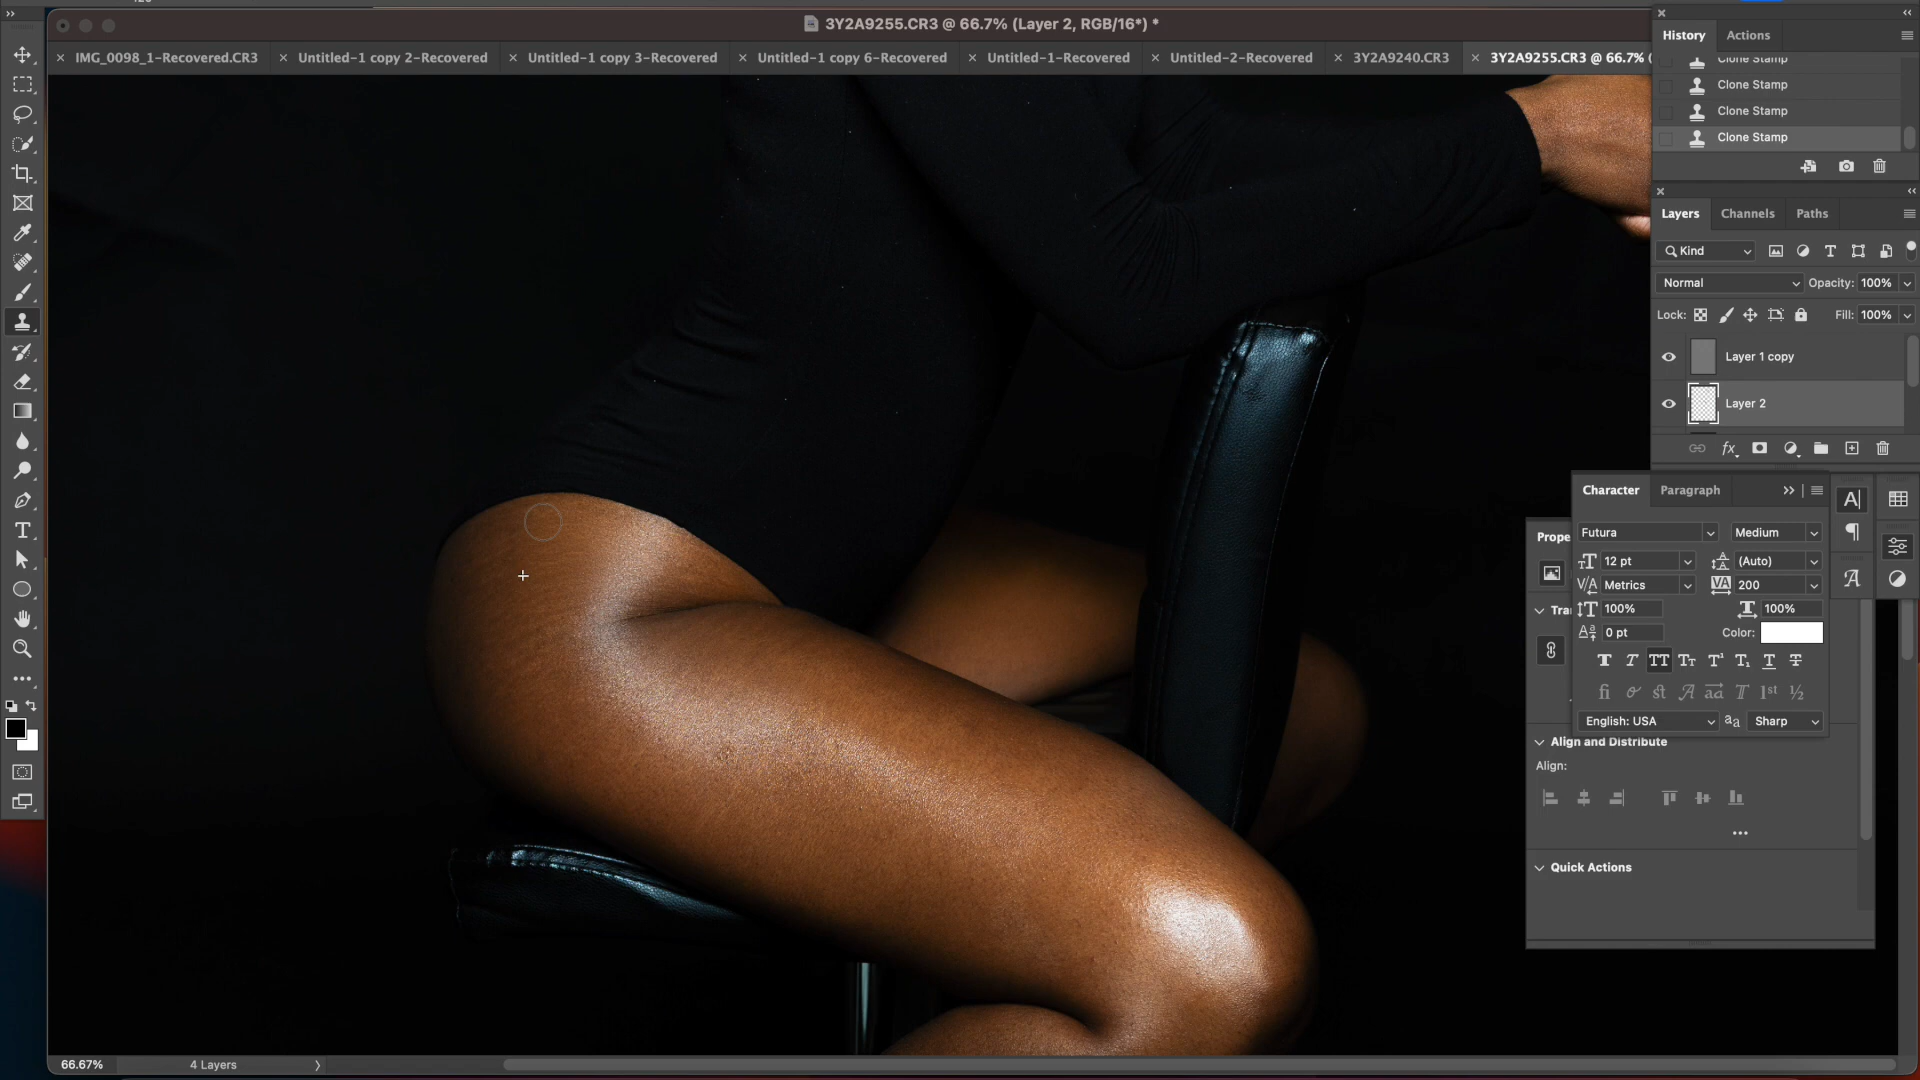 3Y2A9255.CR3 @ 66.7% (Layer 2, RGB/16*) *
IMG_0098_1-Recovered.CR3
Untitled-1 copy 2-Recovered
Untitled-1 copy 3-Recovered
Untitled-1 copy 6-Recovered
Untitled-1-Recovered
Untitled-2-Recovered
3Y2A9240.CR3
3Y2A9255.CR3 @ 66.7% (
History
Actions
Clone Stamp
Clone Stamp
Clone Stamp
Clone Stamp
Layers
Channels
Paths
Kind
Normal
Opacity: 100%
Lock:
Fill: 100%
Layer 1 copy
Layer 2
fx
Character
Paragraph
Futura
Medium
12 pt
(Auto)
Metrics
200
100%
100%
0 pt
Color:
English: USA
Sharp
Prope
Tra
Align and Distribute
Align:
Quick Actions
66.67%
4 Layers